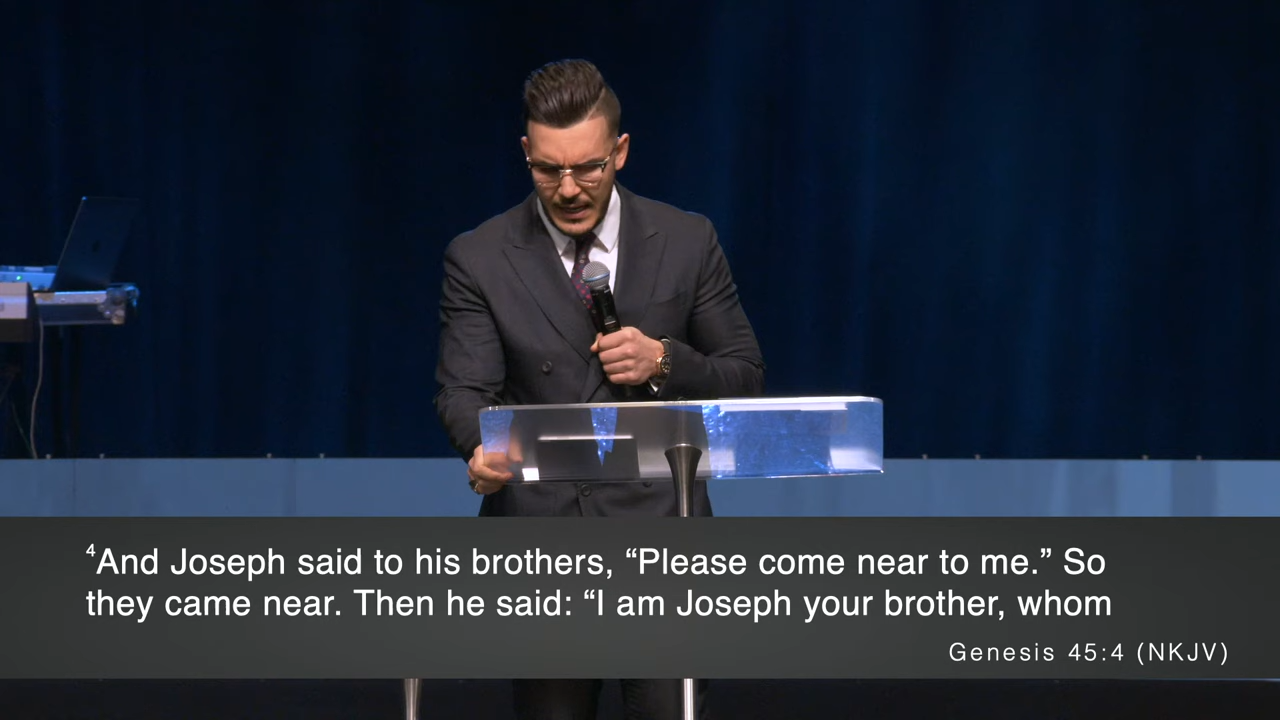 ⁴And Joseph said to his brothers, “Please come near to me.” So
they came near. Then he said: “I am Joseph your brother, whom
Genesis 45:4 (NKJV)